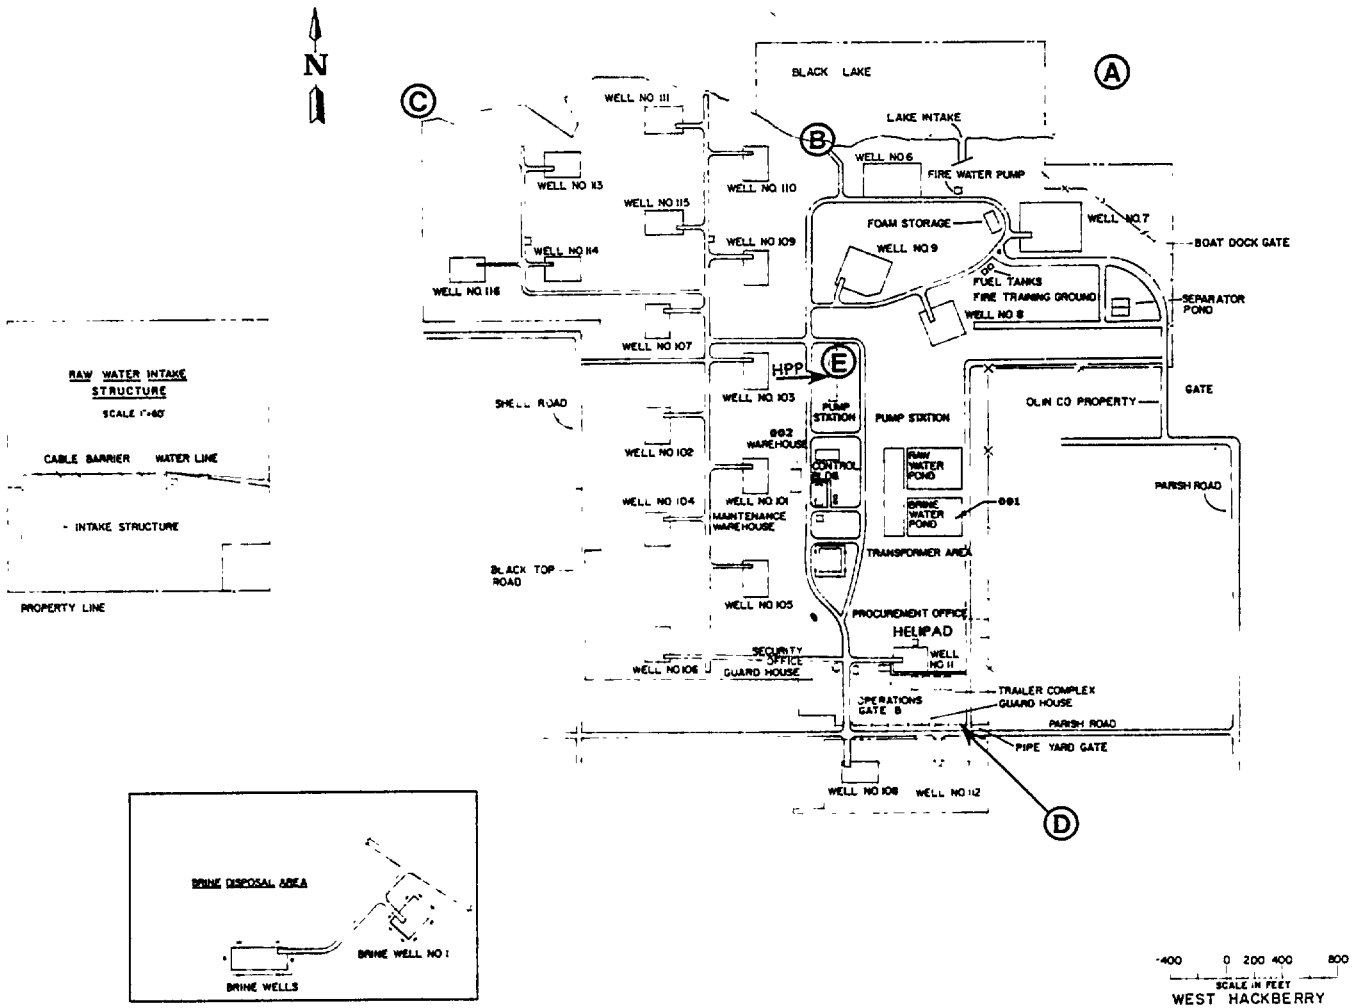 N
A
BLACK LAKE
C
WELL NO 111
LAKE INTAKE
B
WELL NO.6
FIRE WATER PUMP
WELL NO 113
WELL NO. 110
WELL NO.115
FOAM STORAGE
WELL NO.7
WELL NO 109
WELL NO 9
BOAT DOCK GATE
WELL NO.114
WELL NO. 116
FUEL TANKS
FIRE TRAINING GROUND
SEPARATOR
POND
WELL NO 8
WELL NO. 107
RAW WATER INTAKE
STRUCTURE
SCALE 1"=60'
HPP
E
GATE
SHELL ROAD
WELL NO. 103
OLIN CO PROPERTY
PUMP
STATION
PUMP STATION
002
WAREHOUSE
WELL NO. 102
CABLE BARRIER
WATER LINE
CONTROL
BLDG
RAW
WATER
POND
PARISH ROAD
WELL NO. 104
WELL NO 101
BRINE
WATER
POND
001
INTAKE STRUCTURE
MAINTENANCE
WAREHOUSE
TRANSFORMER AREA
BLACK TOP
ROAD
PROPERTY LINE
WELL NO 105
PROCUREMENT OFFICE
HELIPAD
SECURITY
OFFICE
GUARD HOUSE
WELL
NO 11
WELL NO 106
TRAILER COMPLEX
GUARD HOUSE
OPERATIONS
GATE B
PARISH ROAD
PIPE YARD GATE
WELL NO 108
WELL NO 112
D
BRINE DISPOSAL AREA
BRINE WELL NO 1
BRINE WELLS
-400 0 200 400 800
SCALE IN FEET
WEST HACKBERRY